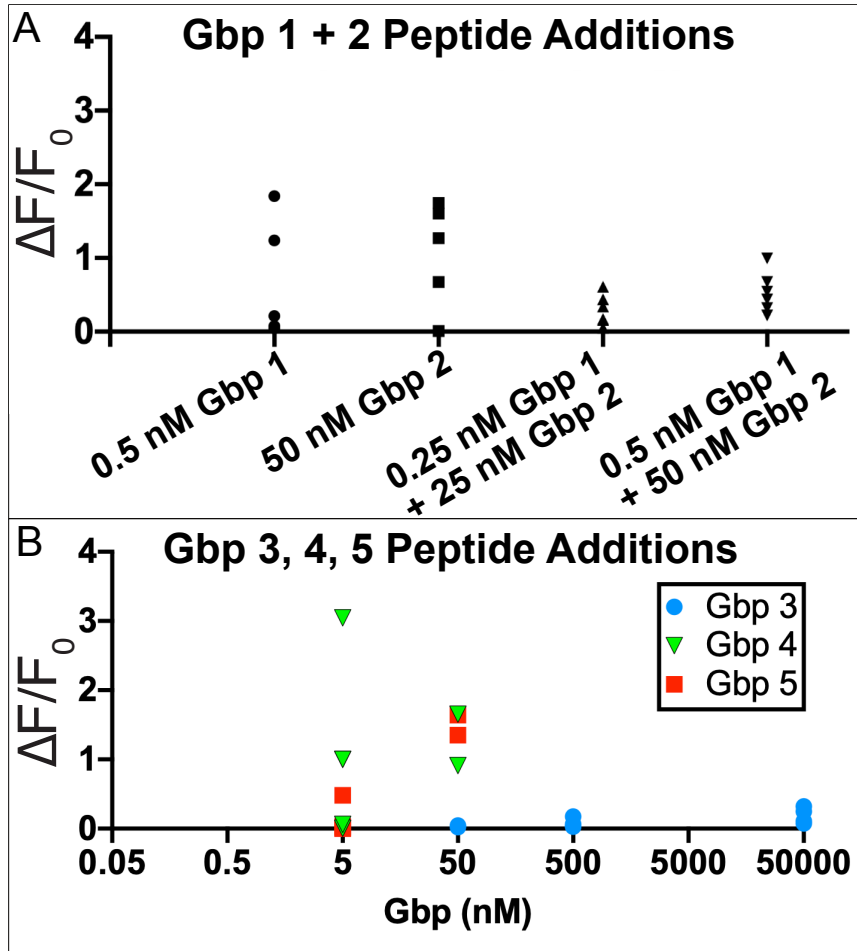 A
Gbp 1 + 2 Peptide Additions
4
3
2
1
0
ΔF/F₀
0.5 nM Gbp 1
50 nM Gbp 2
0.25 nM Gbp 1
+ 25 nM Gbp 2
0.5 nM Gbp 1
+ 50 nM Gbp 2
B
Gbp 3, 4, 5 Peptide Additions
4
3
2
1
0
ΔF/F₀
Gbp 3
Gbp 4
Gbp 5
0.05 0.5 5 50 500 5000 50000
Gbp (nM)